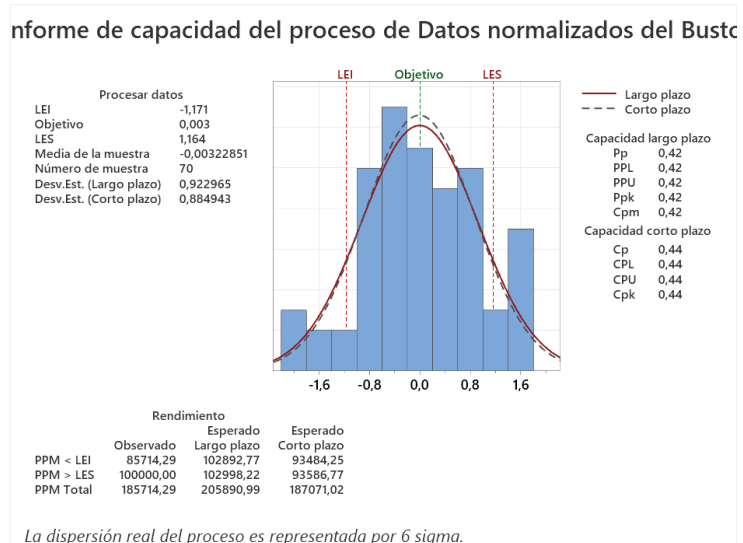 nforme de capacidad del proceso de Datos normalizados del Busto
LEI
Objetivo
LES
Procesar datos
LEI -1,171
Objetivo 0,003
LES 1,164
Media de la muestra -0,00322851
Número de muestra 70
Desv.Est. (Largo plazo) 0,922965
Desv.Est. (Corto plazo) 0,884943
Largo plazo
Corto plazo
Capacidad largo plazo
Pp 0,42
PPL 0,42
PPU 0,42
Ppk 0,42
Cpm 0,42
Capacidad corto plazo
Cp 0,44
CPL 0,44
CPU 0,44
Cpk 0,44
-1,6 -0,8 0,0 0,8 1,6
Rendimiento
Esperado Esperado
Observado Largo plazo Corto plazo
PPM < LEI 85714,29 102892,77 93484,25
PPM > LES 100000,00 102998,22 93586,77
PPM Total 185714,29 205890,99 187071,02
La dispersión real del proceso es representada por 6 sigma.